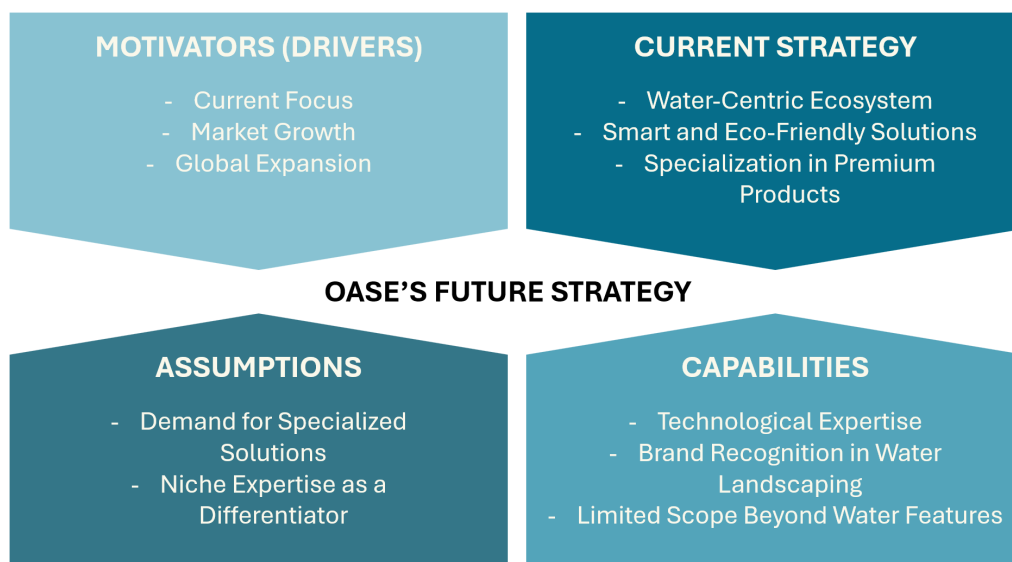 MOTIVATORS (DRIVERS)
- Current Focus
- Market Growth
- Global Expansion
CURRENT STRATEGY
- Water-Centric Ecosystem
- Smart and Eco-Friendly Solutions
- Specialization in Premium
Products
OASE’S FUTURE STRATEGY
ASSUMPTIONS
- Demand for Specialized
Solutions
- Niche Expertise as a
Differentiator
CAPABILITIES
- Technological Expertise
- Brand Recognition in Water
Landscaping
- Limited Scope Beyond Water Features